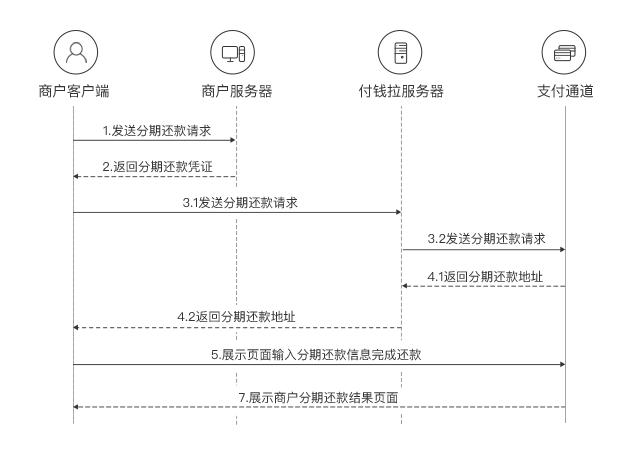 商户客户端
商户服务器
付钱拉服务器
支付通道
1.发送分期还款请求
2.返回分期还款凭证
3.1发送分期还款请求
3.2发送分期还款请求
4.1返回分期还款地址
4.2返回分期还款地址
5.展示页面输入分期还款信息完成还款
7.展示商户分期还款结果页面